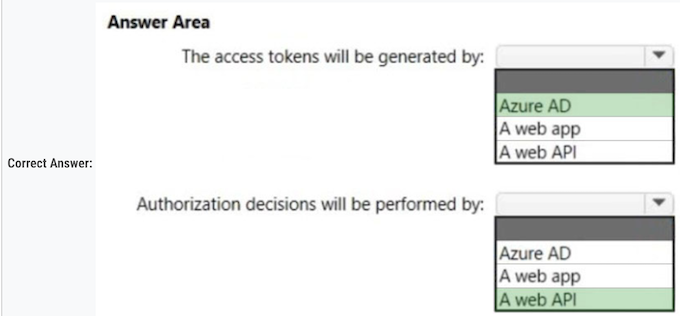 Answer Area
The access tokens will be generated by:
Azure AD
A web app
A web API
Correct Answer:
Authorization decisions will be performed by:
Azure AD
A web app
A web API